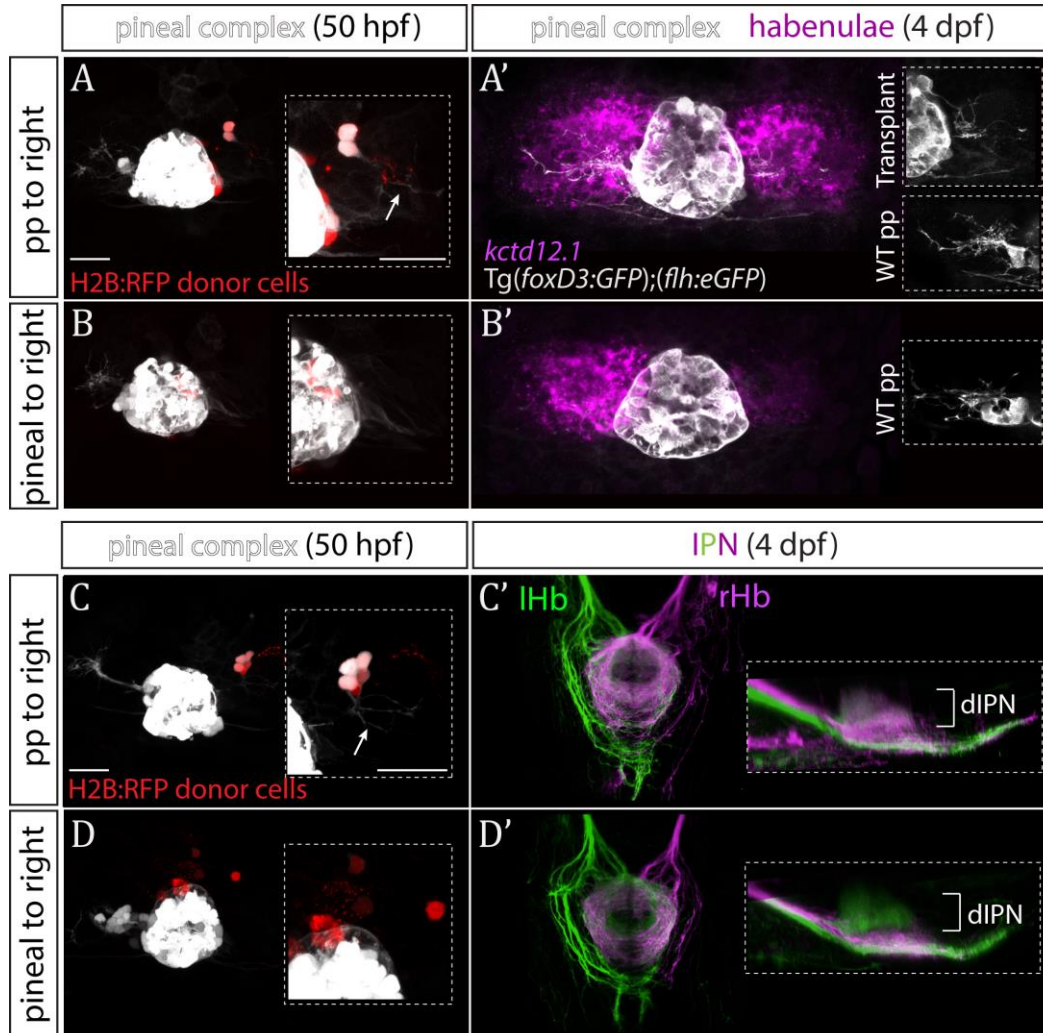 pineal complex (50 hpf)
pineal complex habenulae (4 dpf)
pp to right
A
H2B:RFP donor cells
A'
kctd12.1
Tg(foxD3:GFP);(flh:eGFP)
Transplant
WT pp
pineal to right
B
B'
WT pp
pineal complex (50 hpf)
IPN (4 dpf)
pp to right
C
H2B:RFP donor cells
C'
lHb
rHb
dIPN
pineal to right
D
D'
dIPN